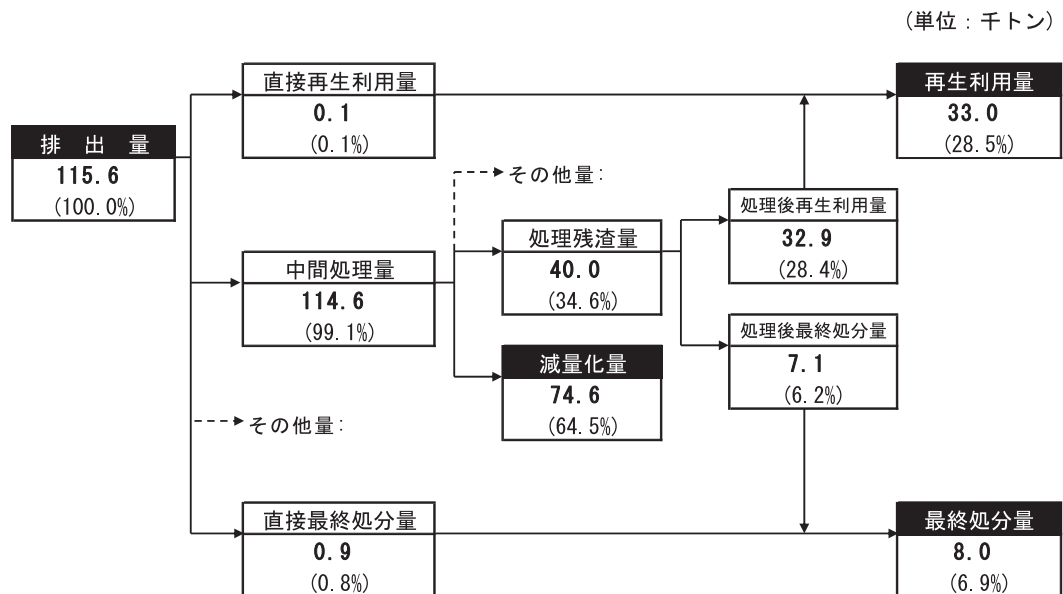 (単位：千トン)
直接再生利用量
0.1
(0.1%)
再生利用量
33.0
(28.5%)
排 出 量
115.6
(100.0%)
その他量：
処理後再生利用量
32.9
(28.4%)
処理残渣量
40.0
(34.6%)
中間処理量
114.6
(99.1%)
処理後最終処分量
7.1
(6.2%)
減量化量
74.6
(64.5%)
その他量：
直接最終処分量
0.9
(0.8%)
最終処分量
8.0
(6.9%)